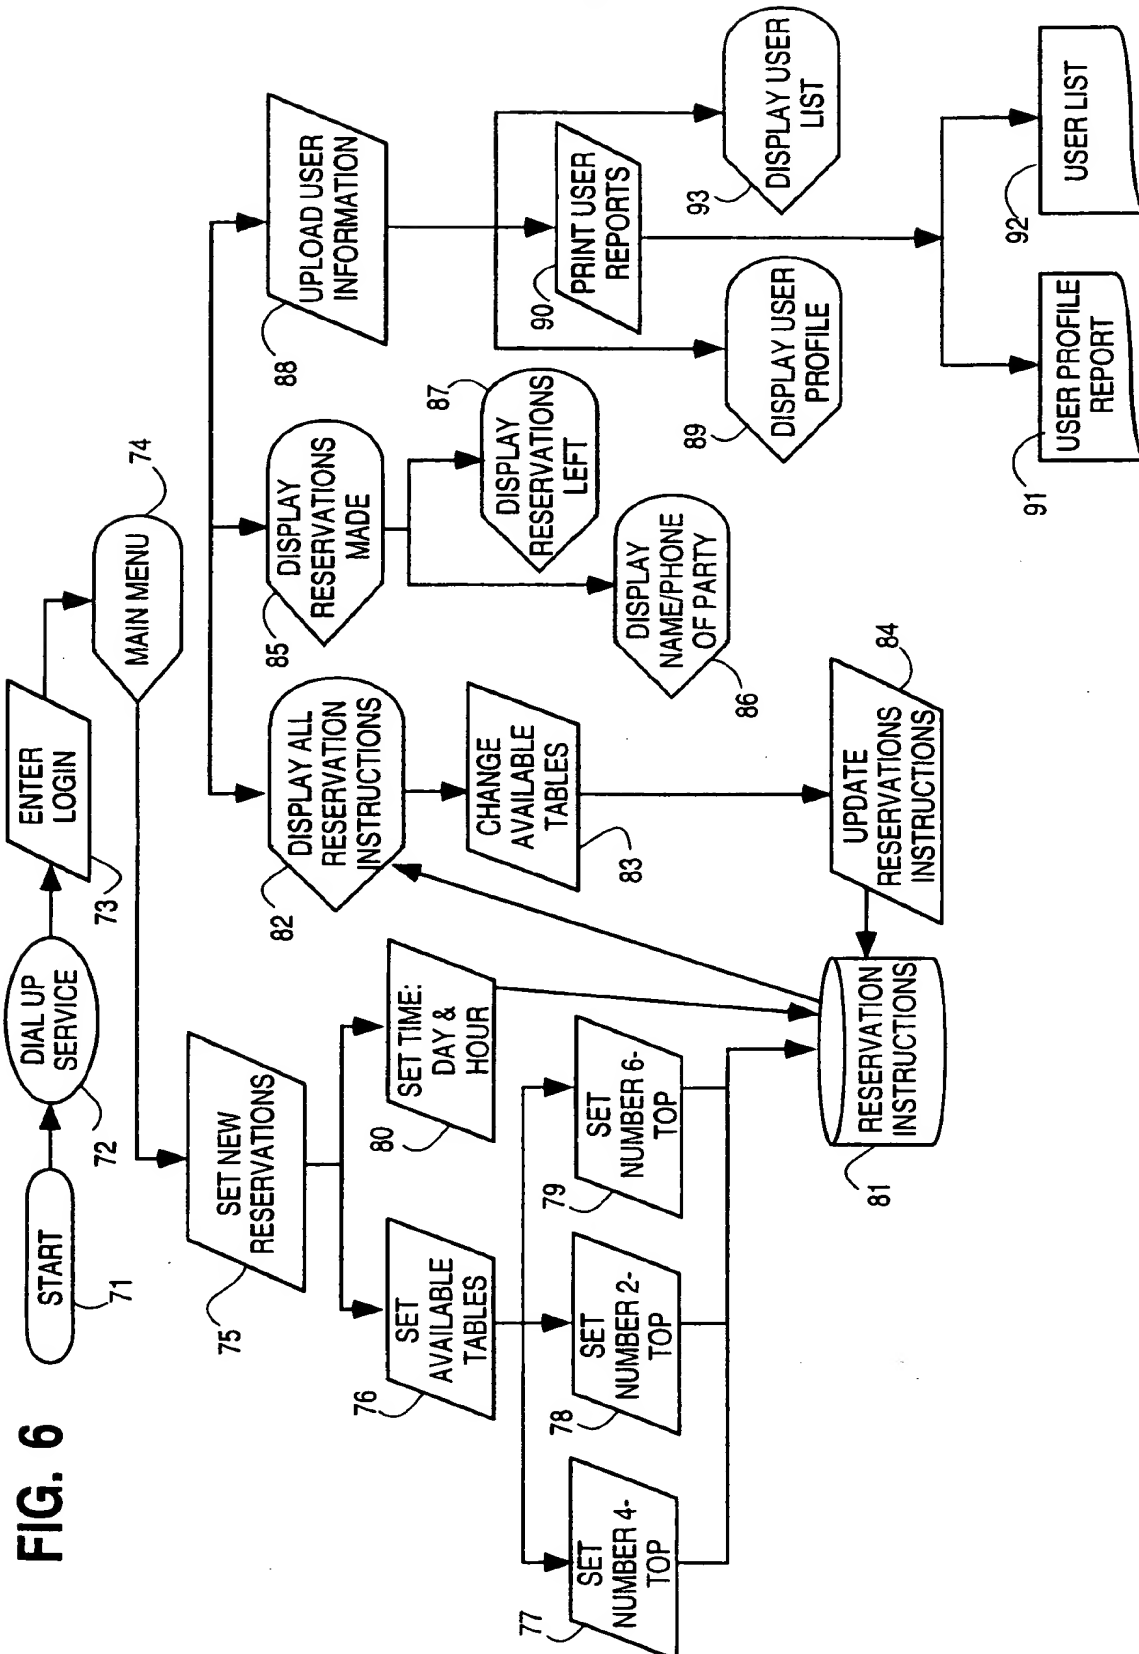 FIG. 6
START
71
DIAL UP
SERVICE
72
ENTER
LOGIN
73
MAIN MENU
74
SET NEW
RESERVATIONS
75
SET
AVAILABLE
TABLES
76
SET
NUMBER 4-
TOP
77
SET
NUMBER 2-
TOP
78
SET
NUMBER 6-
TOP
79
SET TIME:
DAY &
HOUR
80
RESERVATION
INSTRUCTIONS
81
DISPLAY ALL
RESERVATION
INSTRUCTIONS
82
CHANGE
AVAILABLE
TABLES
83
UPDATE
RESERVATIONS
INSTRUCTIONS
84
DISPLAY
RESERVATIONS
MADE
85
DISPLAY
NAME/PHONE
OF PARTY
86
DISPLAY
RESERVATIONS
LEFT
87
UPLOAD USER
INFORMATION
88
DISPLAY USER
PROFILE
89
PRINT USER
REPORTS
90
USER PROFILE
REPORT
91
USER LIST
92
DISPLAY USER
LIST
93